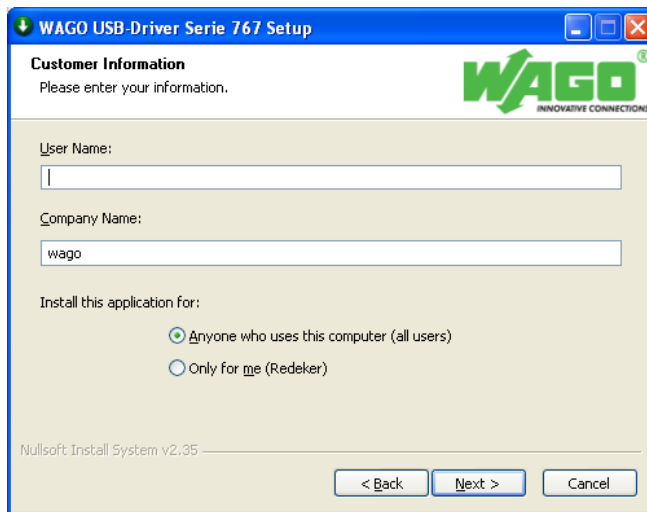 WAGO USB-Driver Serie 767 Setup
Customer Information
Please enter your information.
WAGO®
INNOVATIVE CONNECTIONS
User Name:
Company Name:
wago
Install this application for:
Anyone who uses this computer (all users)
Only for me (Redeker)
Nullsoft Install System v2.35
< Back
Next >
Cancel